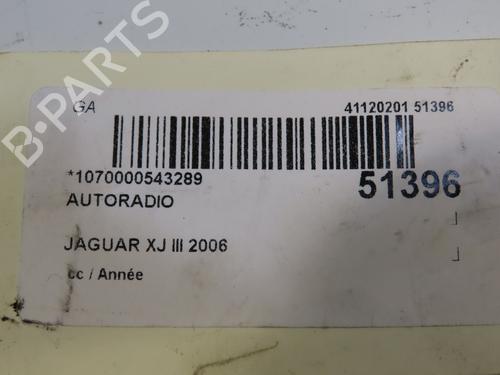 GA
41120201 51396
*1070000543289
51396
AUTORADIO
JAGUAR XJ III 2006
cc / Année
B-PARTS